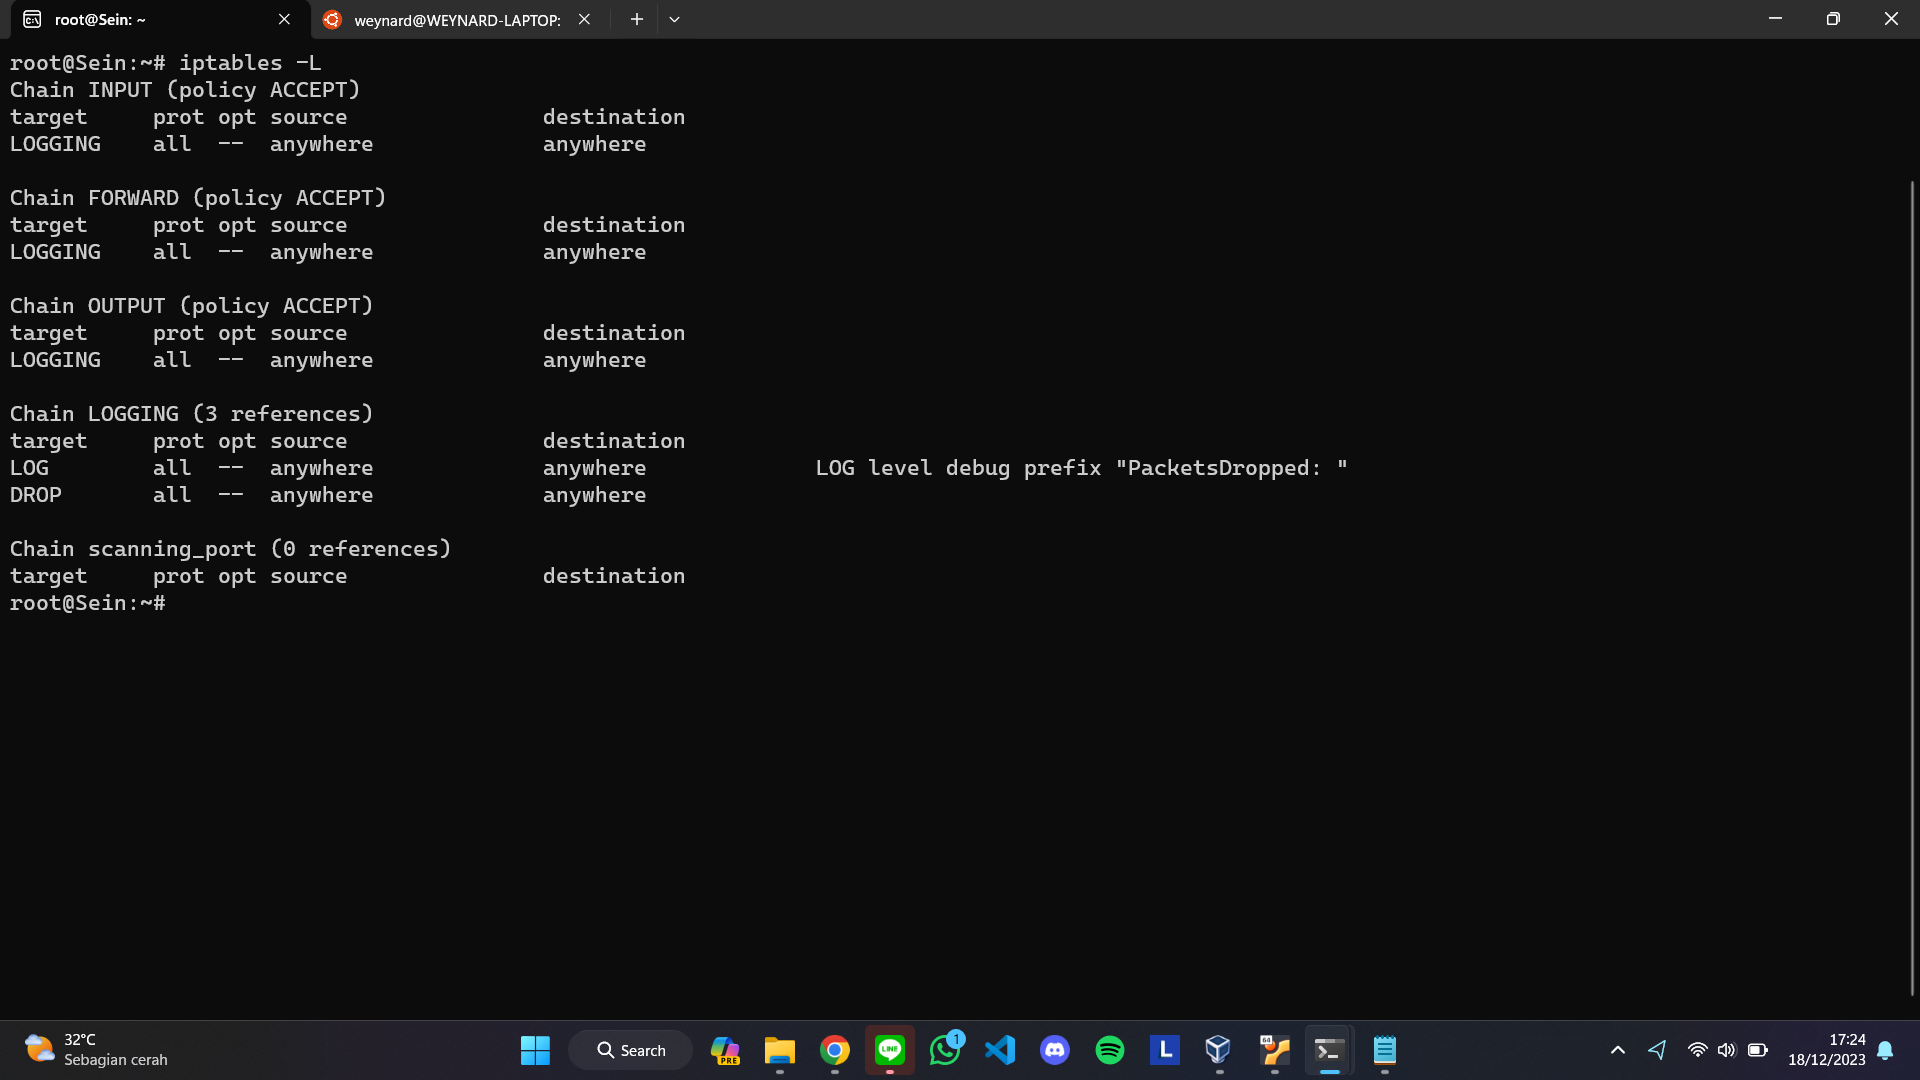 root@Sein: ~
weynard@WEYNARD-LAPTOP:
root@Sein:~# iptables -L
Chain INPUT (policy ACCEPT)
target     prot opt source               destination
LOGGING    all  --  anywhere             anywhere

Chain FORWARD (policy ACCEPT)
target     prot opt source               destination
LOGGING    all  --  anywhere             anywhere

Chain OUTPUT (policy ACCEPT)
target     prot opt source               destination
LOGGING    all  --  anywhere             anywhere

Chain LOGGING (3 references)
target     prot opt source               destination
LOG        all  --  anywhere             anywhere             LOG level debug prefix "PacketsDropped: "
DROP       all  --  anywhere             anywhere

Chain scanning_port (0 references)
target     prot opt source               destination
root@Sein:~#
32°C
Sebagian cerah
Search
PRE
LINE
1
L
64
17:24
18/12/2023